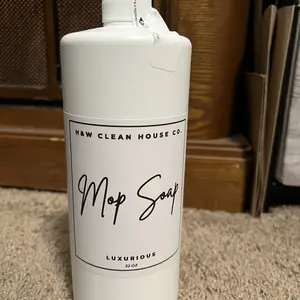 H&W CLEAN HOUSE CO.
Mop Soap
LUXURIOUS
32 OZ